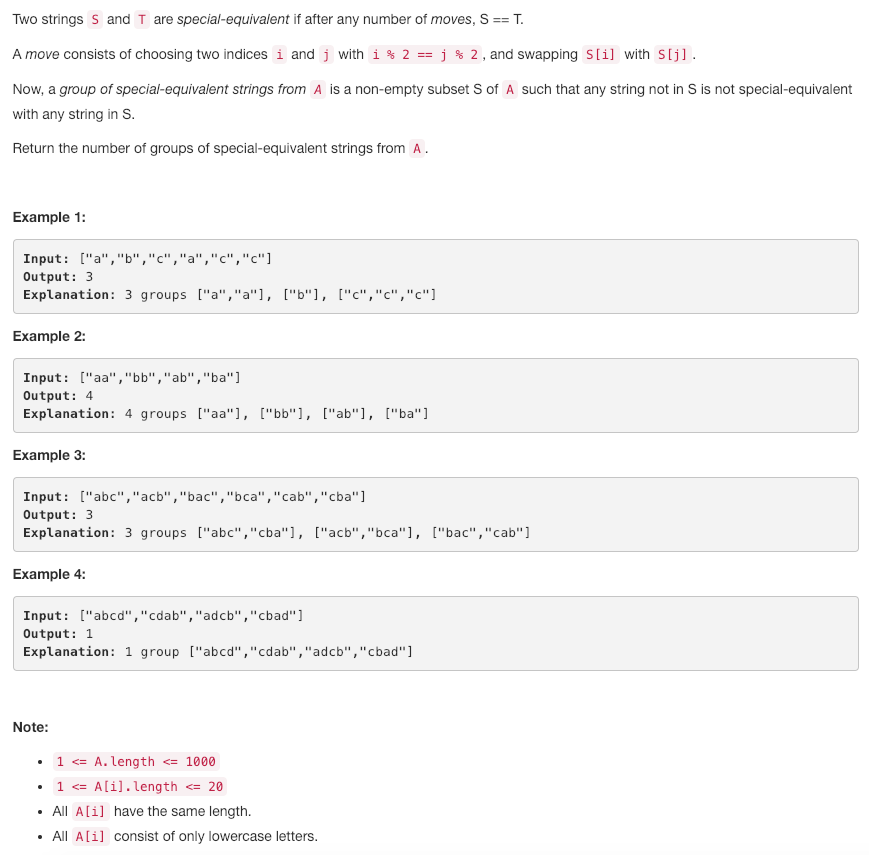 Two strings S and T are special-equivalent if after any number of moves, S == T.
A move consists of choosing two indices i and j with i % 2 == j % 2, and swapping S[i] with S[j].
Now, a group of special-equivalent strings from A is a non-empty subset S of A such that any string not in S is not special-equivalent
with any string in S.
Return the number of groups of special-equivalent strings from A.
Example 1:
Input: ["a","b","c","a","c","c"]
Output: 3
Explanation: 3 groups ["a","a"], ["b"], ["c","c","c"]
Example 2:
Input: ["aa","bb","ab","ba"]
Output: 4
Explanation: 4 groups ["aa"], ["bb"], ["ab"], ["ba"]
Example 3:
Input: ["abc","acb","bac","bca","cab","cba"]
Output: 3
Explanation: 3 groups ["abc","cba"], ["acb","bca"], ["bac","cab"]
Example 4:
Input: ["abcd","cdab","adcb","cbad"]
Output: 1
Explanation: 1 group ["abcd","cdab","adcb","cbad"]
Note:
• 1 <= A.length <= 1000
• 1 <= A[i].length <= 20
• All A[i] have the same length.
• All A[i] consist of only lowercase letters.